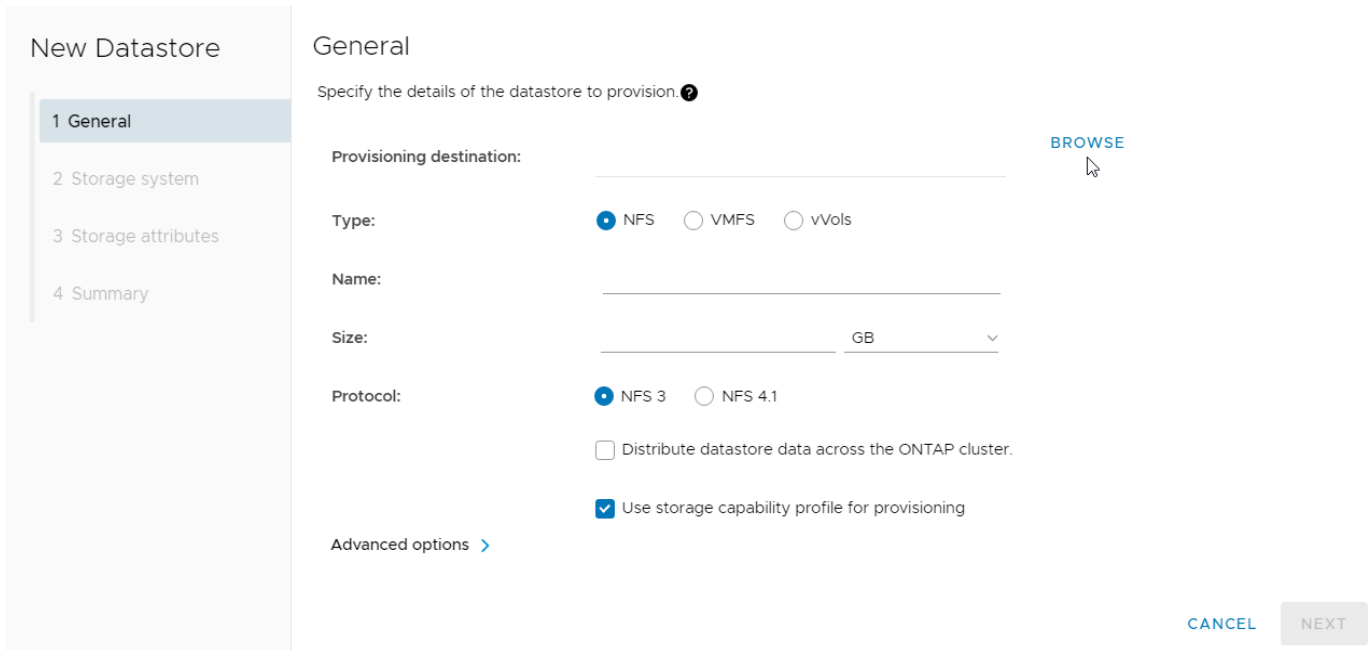 New Datastore
1 General
2 Storage system
3 Storage attributes
4 Summary
General
Specify the details of the datastore to provision.?
Provisioning destination:
BROWSE
Type:
NFS
VMFS
vVols
Name:
Size:
GB
Protocol:
NFS 3
NFS 4.1
Distribute datastore data across the ONTAP cluster.
Use storage capability profile for provisioning
Advanced options
CANCEL
NEXT